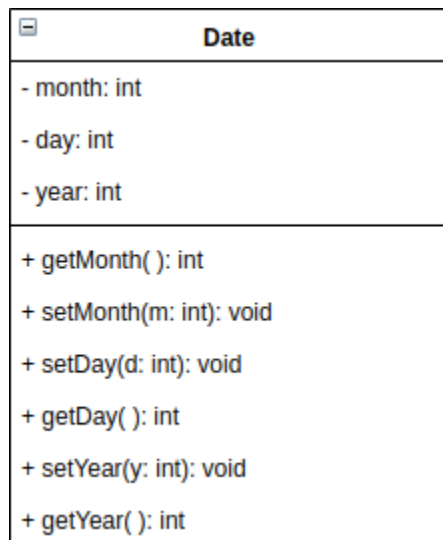 Date
- month: int
- day: int
- year: int
+ getMonth( ): int
+ setMonth(m: int): void
+ setDay(d: int): void
+ getDay( ): int
+ setYear(y: int): void
+ getYear( ): int